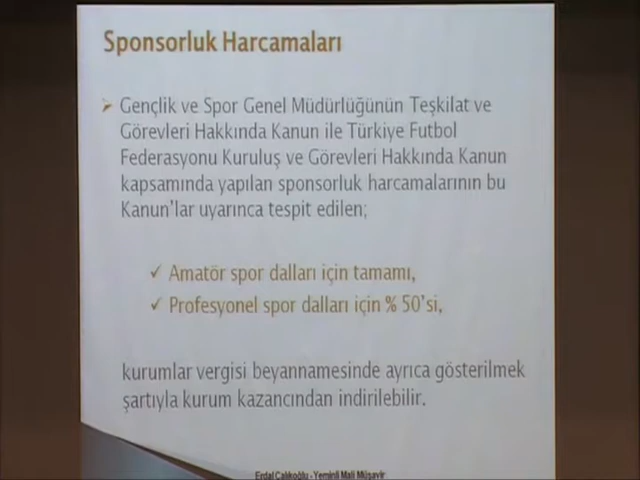 Sponsorluk Harcamaları
Gençlik ve Spor Genel Müdürlüğünün Teşkilat ve
Görevleri Hakkında Kanun ile Türkiye Futbol
Federasyonu Kuruluş ve Görevleri Hakkında Kanun
kapsamında yapılan sponsorluk harcamalarının bu
Kanun'lar uyarınca tespit edilen;
✓ Amatör spor dalları için tamamı,
✓ Profesyonel spor dalları için % 50'si,
kurumlar vergisi beyannamesinde ayrıca gösterilmek
şartıyla kurum kazancından indirilebilir.
Erdal Çalıkoğlu - Yeminli Mali Müşavir